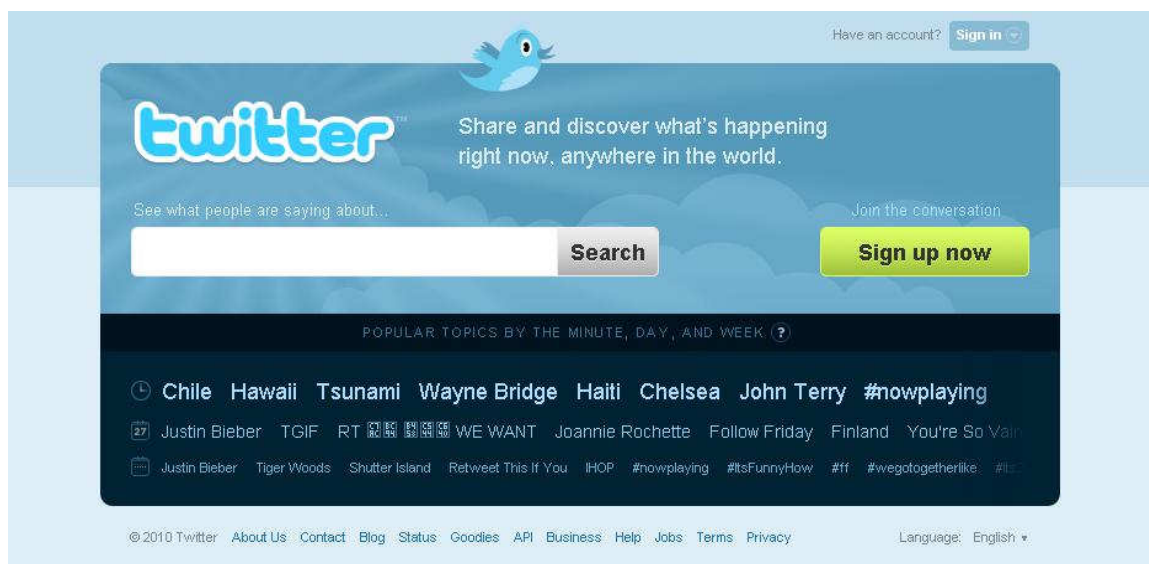 Have an account? Sign in
twitter™
Share and discover what's happening
right now, anywhere in the world.
See what people are saying about...
Join the conversation
Search
Sign up now
POPULAR TOPICS BY THE MINUTE, DAY, AND WEEK ?
Chile Hawaii Tsunami Wayne Bridge Haiti Chelsea John Terry #nowplaying
27 Justin Bieber TGIF RT WE WANT Joannie Rochette Follow Friday Finland You're So Vain
Justin Bieber Tiger Woods Shutter Island Retweet This If You IHOP #nowplaying #ItsFunnyHow #ff #wegotogetherlike
© 2010 Twitter About Us Contact Blog Status Goodies API Business Help Jobs Terms Privacy Language: English